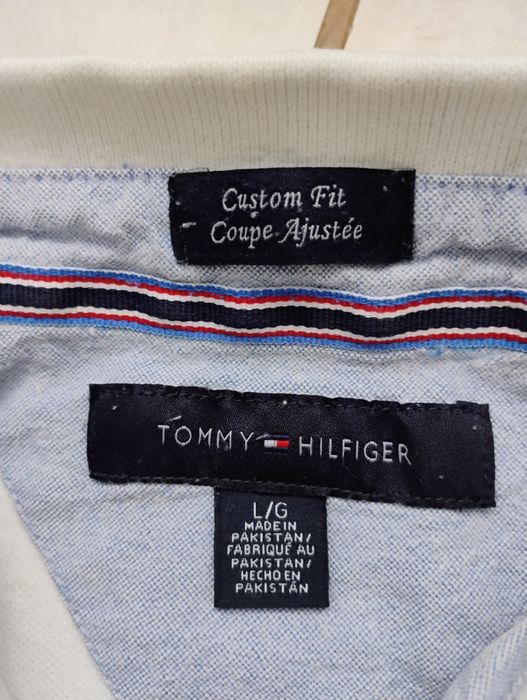 Custom Fit
Coupe Ajustée
TOMMY HILFIGER
L/G
MADE IN
PAKISTAN/
FABRIQUÉ AU
PAKISTAN/
HECHO EN
PAKISTÁN